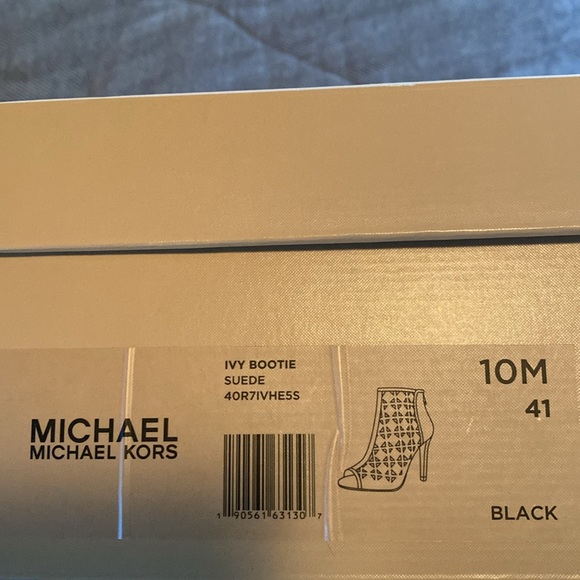 MICHAEL
MICHAEL KORS
IVY BOOTIE
SUEDE
40R7IVHE5S
1 90561 63130 7
10M
41
BLACK